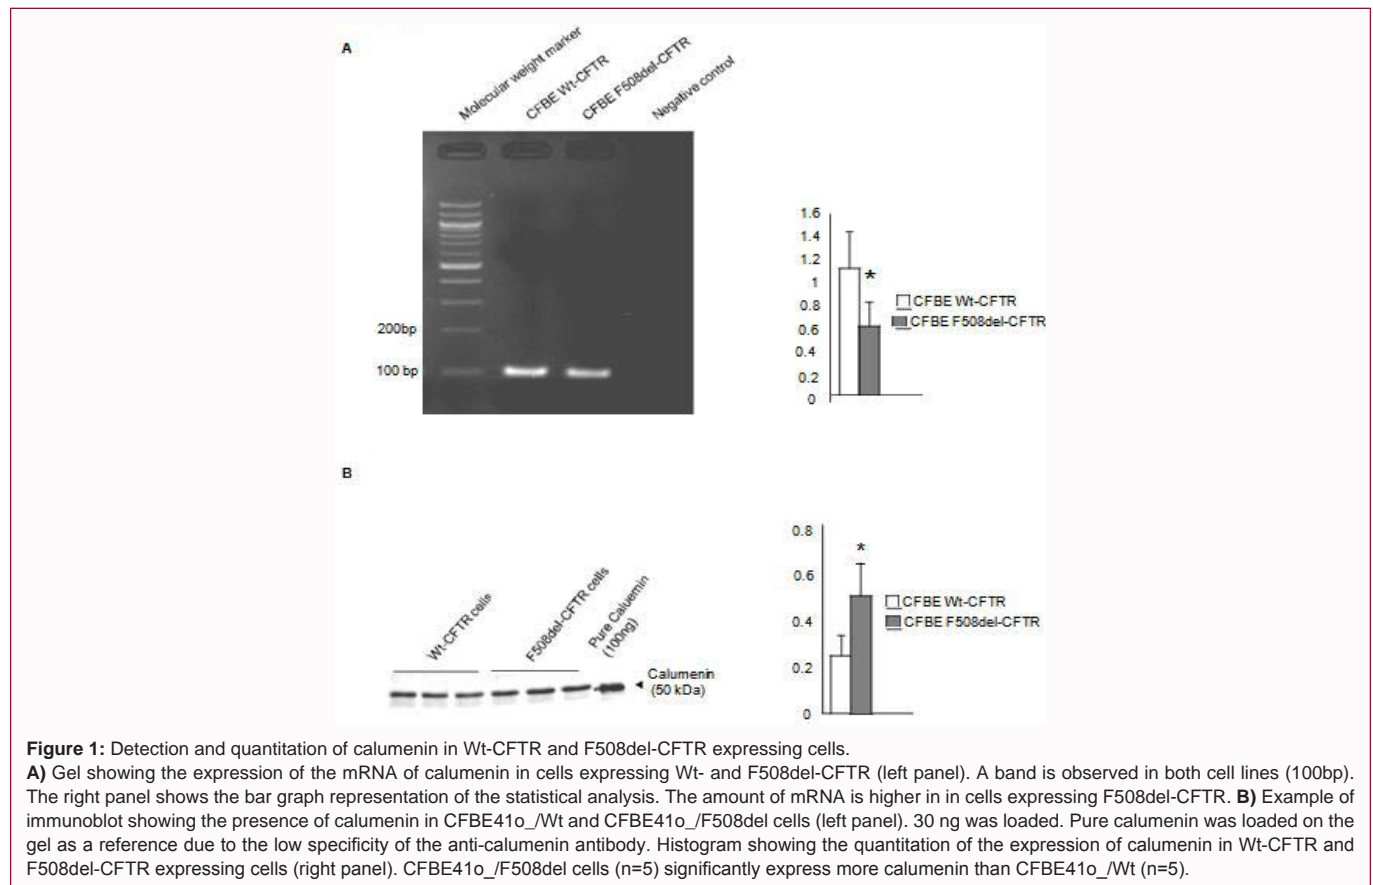 A
Molecular weight marker
CFBE Wt-CFTR
CFBE F508del-CFTR
Negative control
200bp
100 bp
1.6
1.4
1.2
1
0.8
0.6
0.4
0.2
0
*
CFBE Wt-CFTR
CFBE F508del-CFTR
B
Wt-CFTR cells
F508del-CFTR cells
Pure Caluemin
(100ng)
Calumenin
(50 kDa)
0.8
0.6
0.4
0.2
0
*
CFBE Wt-CFTR
CFBE F508del-CFTR
Figure 1: Detection and quantitation of calumenin in Wt-CFTR and F508del-CFTR expressing cells.
A) Gel showing the expression of the mRNA of calumenin in cells expressing Wt- and F508del-CFTR (left panel). A band is observed in both cell lines (100bp).
The right panel shows the bar graph representation of the statistical analysis. The amount of mRNA is higher in in cells expressing F508del-CFTR. B) Example of
immunoblot showing the presence of calumenin in CFBE41o_/Wt and CFBE41o_/F508del cells (left panel). 30 ng was loaded. Pure calumenin was loaded on the
gel as a reference due to the low specificity of the anti-calumenin antibody. Histogram showing the quantitation of the expression of calumenin in Wt-CFTR and
F508del-CFTR expressing cells (right panel). CFBE41o_/F508del cells (n=5) significantly express more calumenin than CFBE41o_/Wt (n=5).